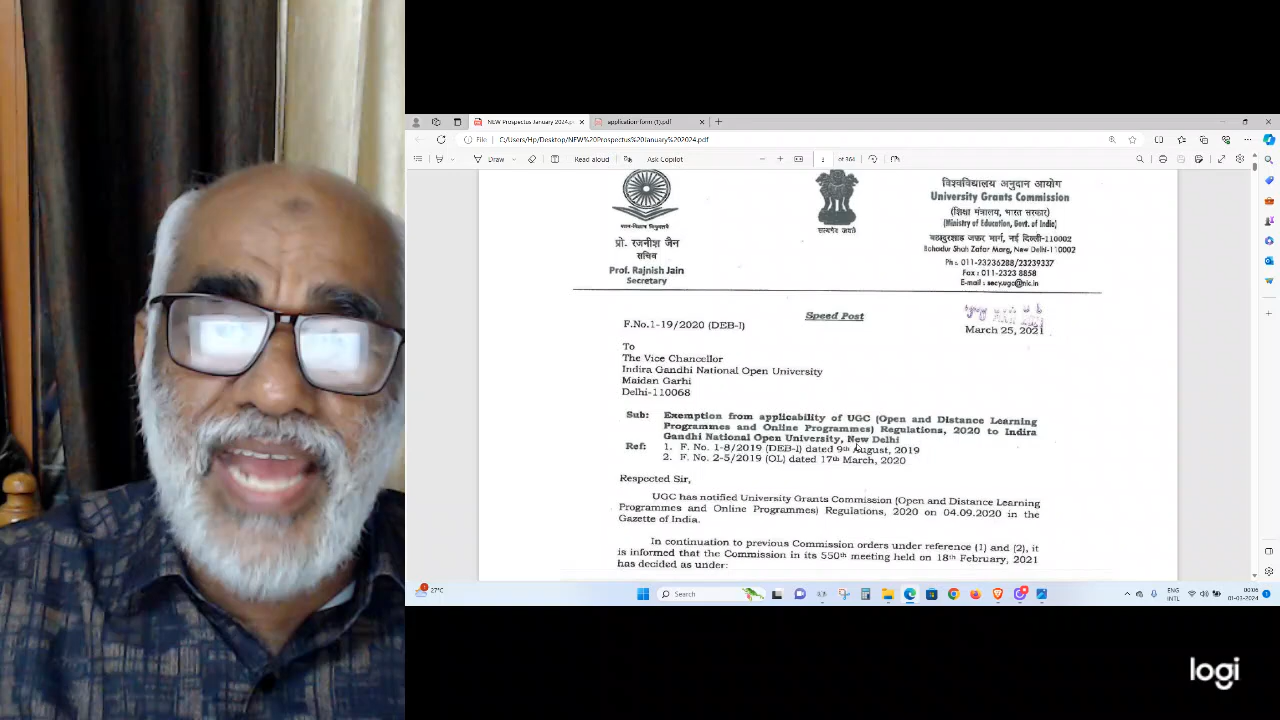 NEW Prospectus January 2024.pdf
application form (1).pdf
File
C:/Users/Hp/Desktop/NEW%20Prospectus%20January%202024.pdf
Draw
Read aloud
Ask Copilot
of 364
प्रो. रजनीश जैन
सचिव
Prof. Rajnish Jain
Secretary
सत्यमेव जयते
विश्वविद्यालय अनुदान आयोग
University Grants Commission
(शिक्षा मंत्रालय, भारत सरकार)
(Ministry of Education, Govt. of India)
बहादुरशाह ज़फ़र मार्ग, नई दिल्ली-110002
Bahadur Shah Zafar Marg, New Delhi-110002
Ph : 011-23236288/23239337
Fax : 011-2323 8858
E-mail : secy.ugc@nic.in
Speed Post
F.No.1-19/2020 (DEB-I)
March 25, 2021
To
The Vice Chancellor
Indira Gandhi National Open University
Maidan Garhi
Delhi-110068
Sub: Exemption from applicability of UGC (Open and Distance Learning
Programmes and Online Programmes) Regulations, 2020 to Indira
Gandhi National Open University, New Delhi
Ref: 1. F. No. 1-8/2019 (DEB-I) dated 9th August, 2019
2. F. No. 2-5/2019 (OL) dated 17th March, 2020
Respected Sir,
UGC has notified University Grants Commission (Open and Distance Learning
Programmes and Online Programmes) Regulations, 2020 on 04.09.2020 in the
Gazette of India.
In continuation to previous Commission orders under reference (1) and (2), it
is informed that the Commission in its 550th meeting held on 18th February, 2021
has decided as under:
27°C
Search
ENG
INTL
00:06
01-03-2024
logi